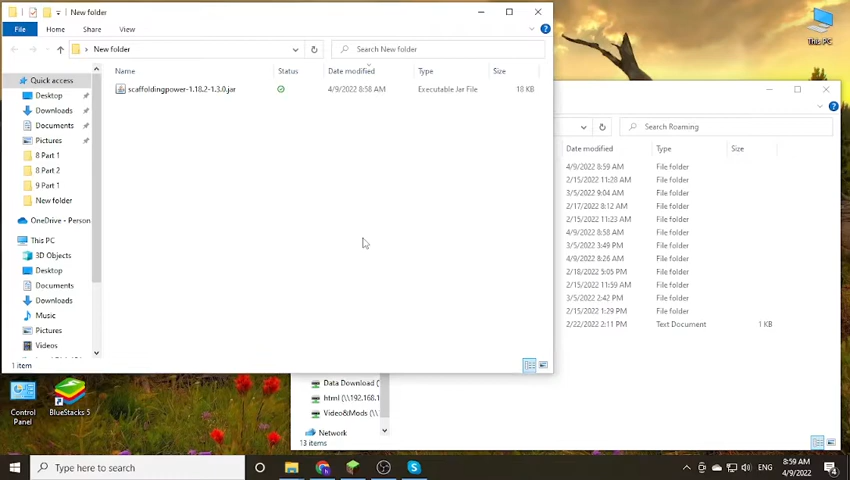 New folder
File
Home
Share
View
New folder
Search New folder
Quick access
Desktop
Downloads
Documents
Pictures
8 Part 1
8 Part 2
9 Part 1
New folder
OneDrive - Person
This PC
3D Objects
Desktop
Documents
Downloads
Music
Pictures
Videos
Name
Status
Date modified
Type
Size
scaffoldingpower-1.18.2-1.3.0.jar
4/9/2022 8:58 AM
Executable Jar File
18 KB
1 item
This PC
Search Roaming
Date modified
Type
Size
4/9/2022 8:59 AM
File folder
2/15/2022 11:28 AM
File folder
3/5/2022 9:04 AM
File folder
2/17/2022 8:12 AM
File folder
2/15/2022 11:23 AM
File folder
4/9/2022 8:58 AM
File folder
3/5/2022 3:49 PM
File folder
4/9/2022 8:26 AM
File folder
2/18/2022 5:05 PM
File folder
2/15/2022 11:59 AM
File folder
3/5/2022 2:42 PM
File folder
2/15/2022 1:29 PM
File folder
2/22/2022 2:11 PM
Text Document
1 KB
Data Download (
html (\\192.168.1
Video&Mods (\\
Network
13 items
Control
Panel
BlueStacks 5
Type here to search
ENG
8:59 AM
4/9/2022
4